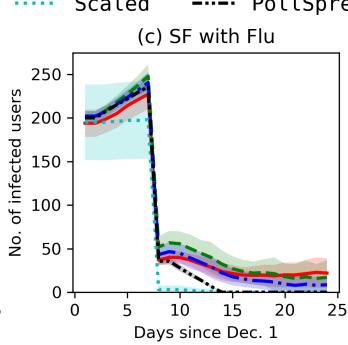 Scaled PollSpre
(c) SF with Flu
No. of infected users
250
200
150
100
50
0
0 5 10 15 20 25
Days since Dec. 1